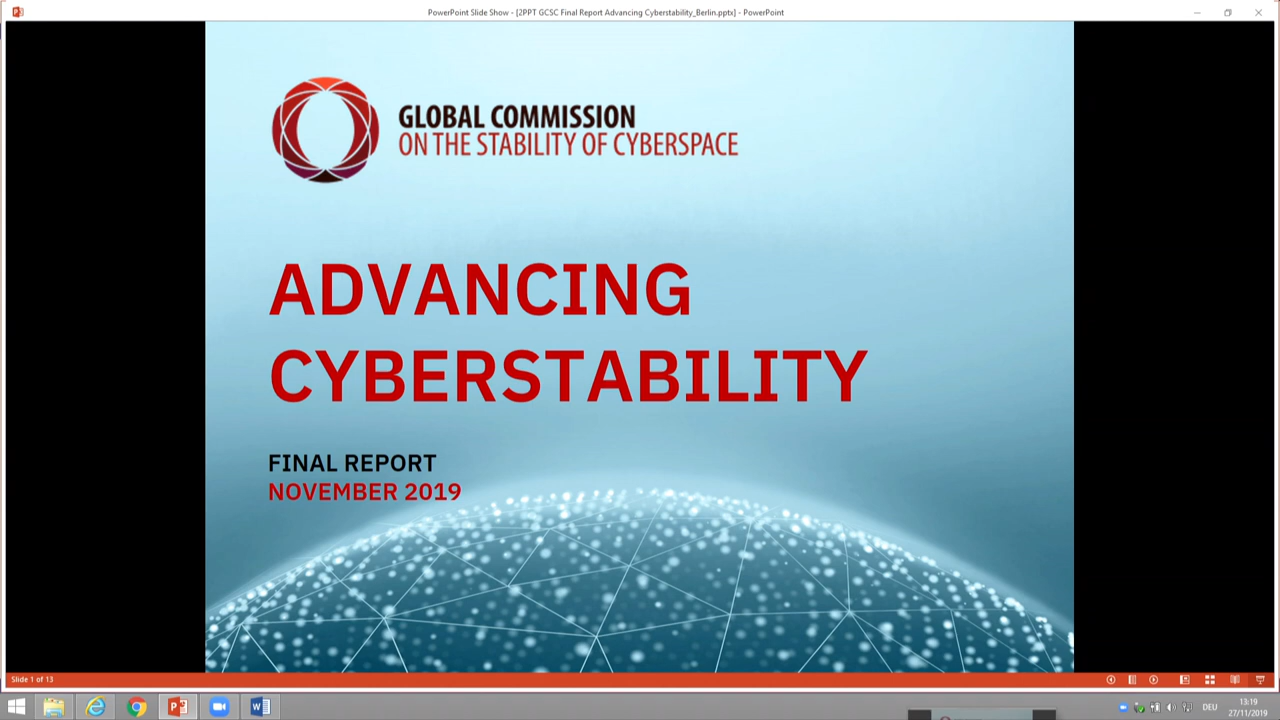 PowerPoint Slide Show - [2PPT GCSC Final Report Advancing Cyberstability_Berlin.pptx] - PowerPoint
GLOBAL COMMISSION
ON THE STABILITY OF CYBERSPACE
ADVANCING
CYBERSTABILITY
FINAL REPORT
NOVEMBER 2019
Slide 1 of 13
DEU
13:19
27/11/2019